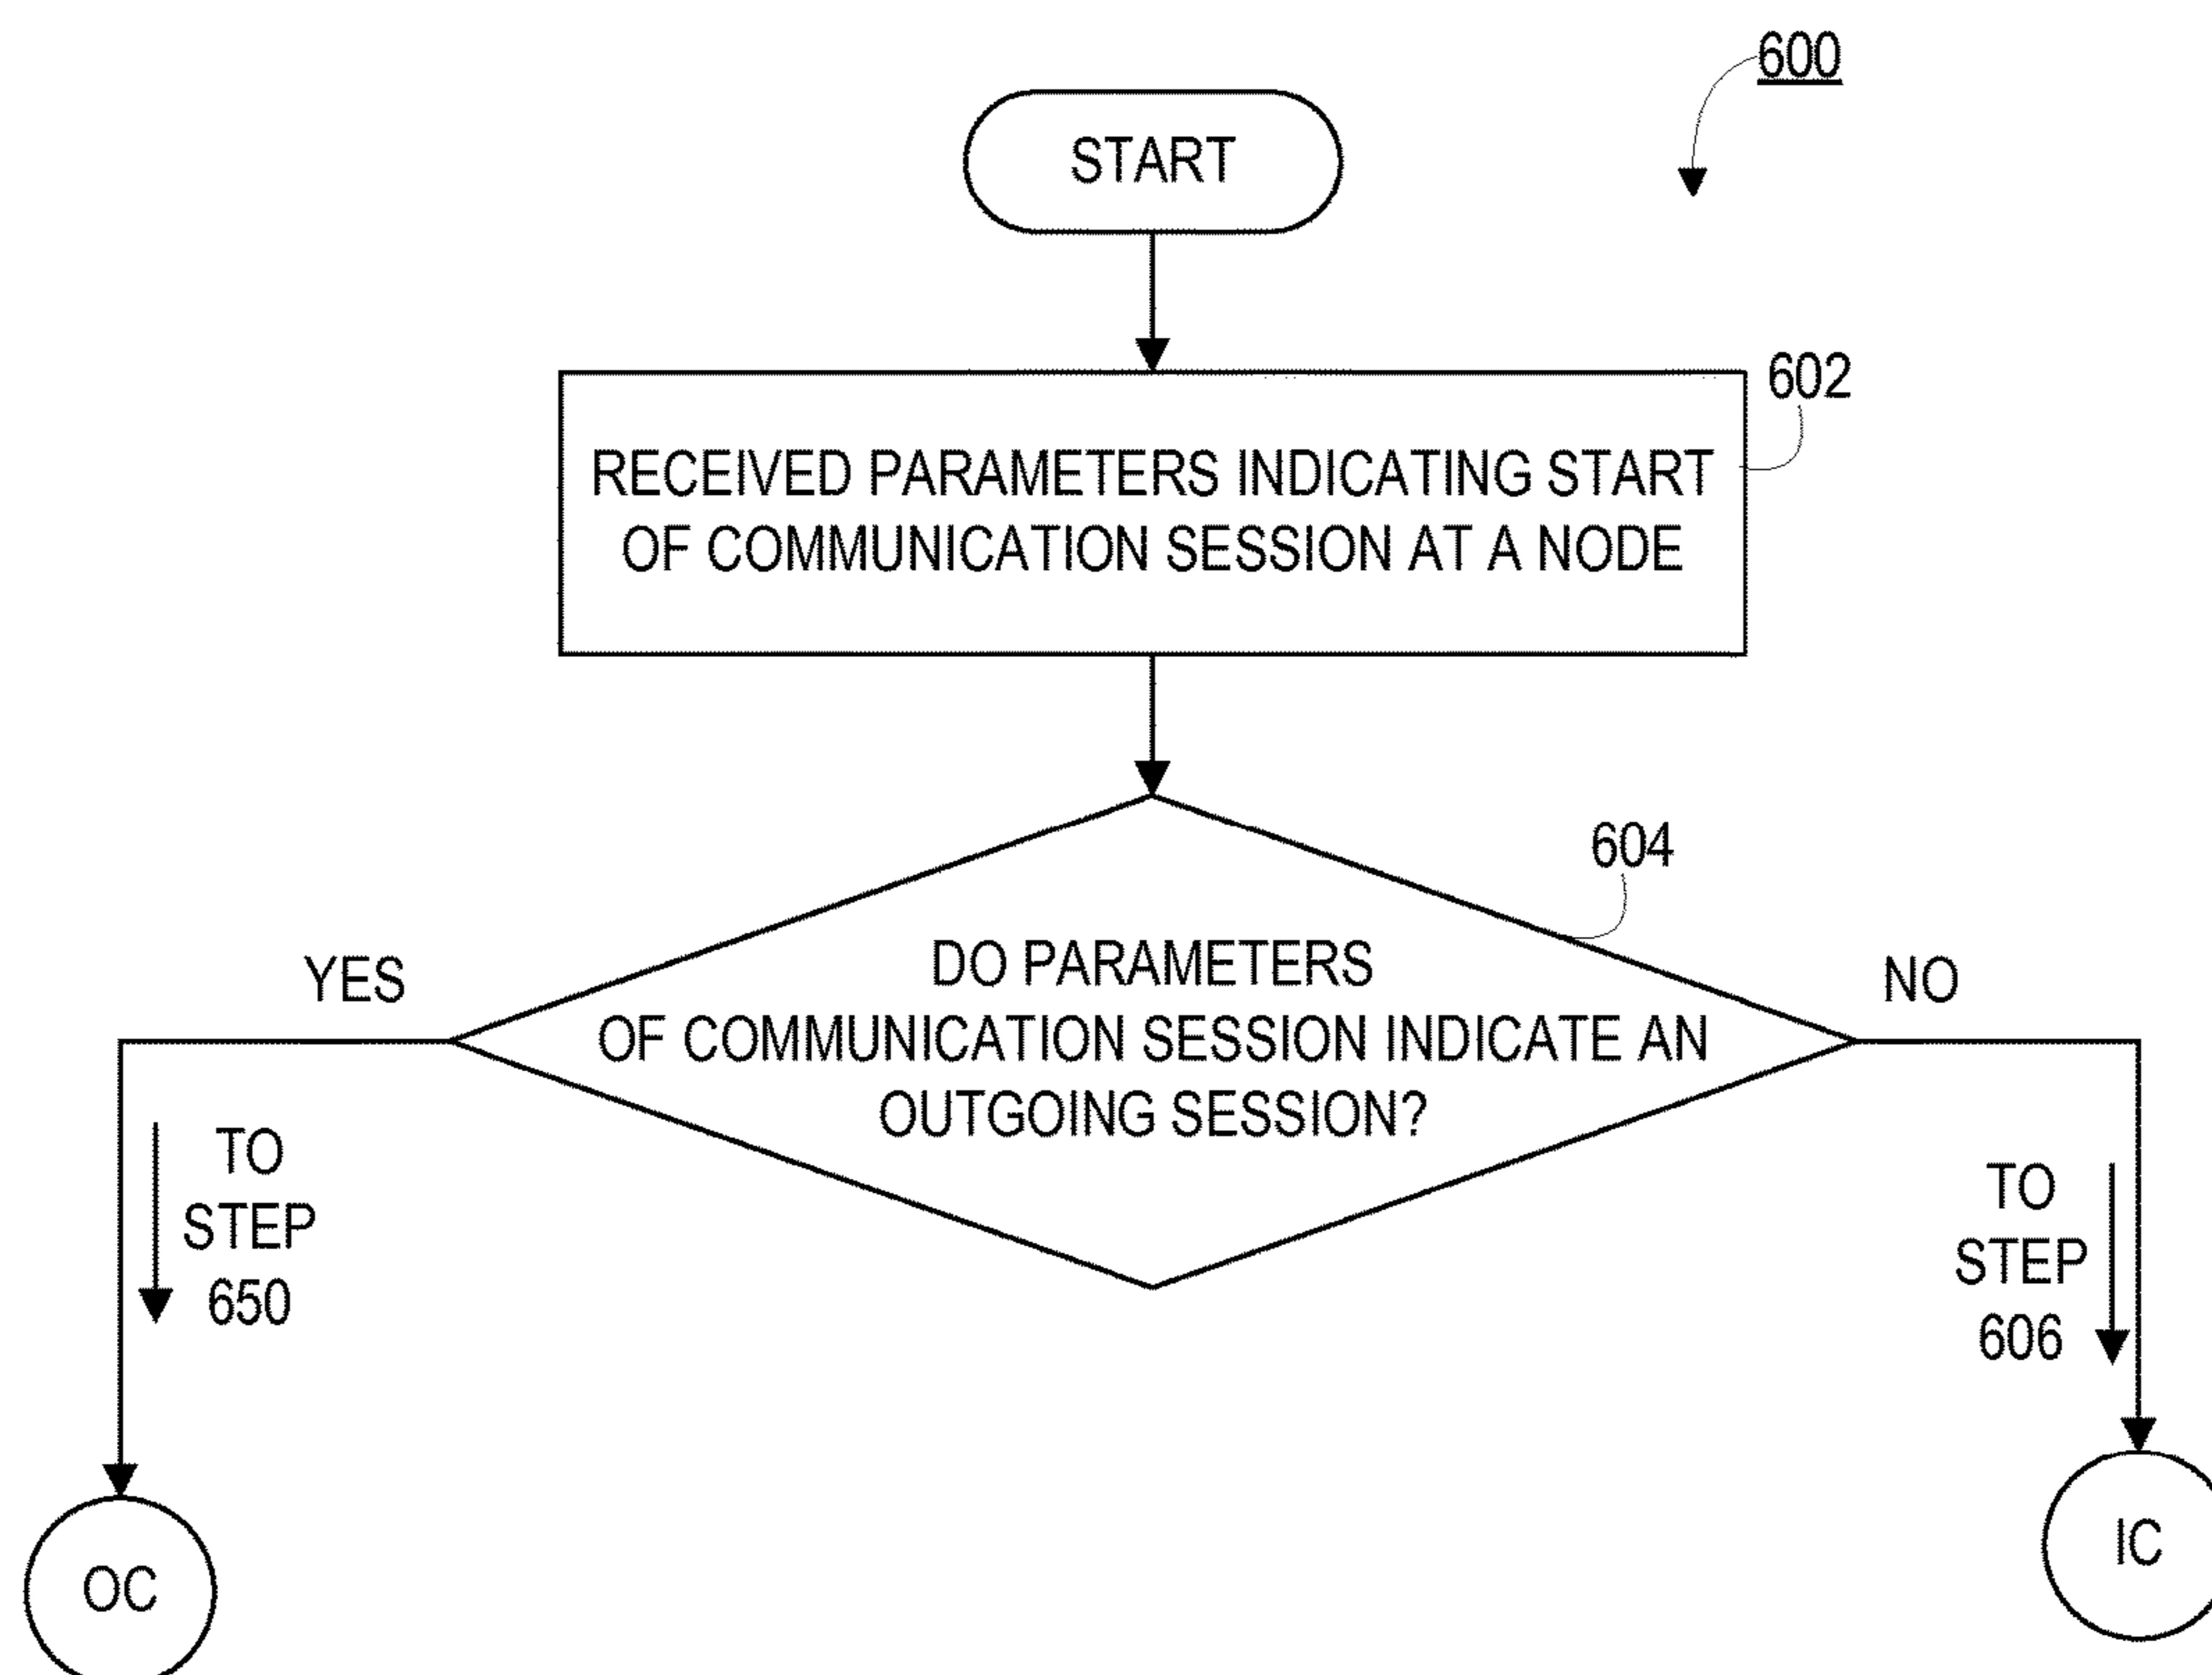 600
START
602
RECEIVED PARAMETERS INDICATING START
OF COMMUNICATION SESSION AT A NODE
604
DO PARAMETERS
OF COMMUNICATION SESSION INDICATE AN
OUTGOING SESSION?
YES
NO
TO
STEP
650
TO
STEP
606
OC
IC